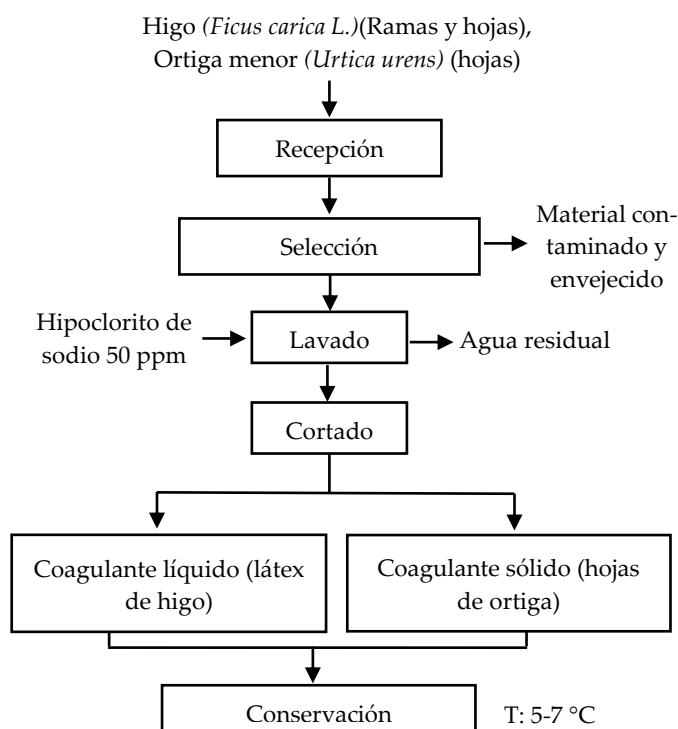 Higo (Ficus carica L.)(Ramas y hojas),
Ortiga menor (Urtica urens) (hojas)
Recepción
Selección
Material con-
taminado y
envejecido
Hipoclorito de
sodio 50 ppm
Lavado
Agua residual
Cortado
Coagulante líquido (látex
de higo)
Coagulante sólido (hojas
de ortiga)
Conservación
T: 5-7 °C